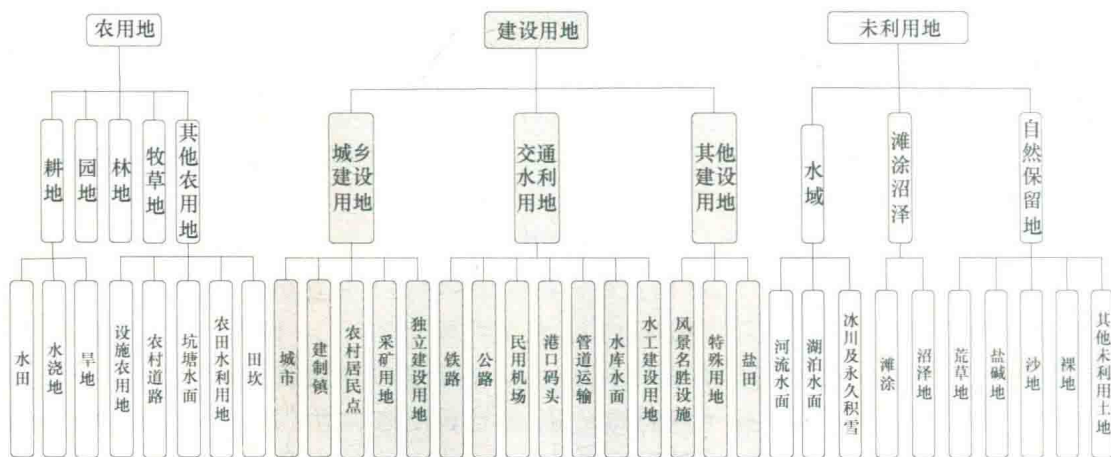 农用地
建设用地
未利用地
耕地
园地
林地
牧草地
其他农用地
城乡建设用地
交通水利用地
其他建设用地
水域
滩涂沼泽
自然保留地
水田
水浇地
旱地
设施农用地
农村道路
坑塘水面
农田水利用地
田坎
城市
建制镇
农村居民点
采矿用地
独立建设用地
铁路
公路
民用机场
港口码头
管道运输
水库水面
水工建设用地
风景名胜设施
特殊用地
盐田
河流水面
湖泊水面
冰川及永久积雪
滩涂
沼泽地
荒草地
盐碱地
沙地
裸地
其他未利用土地